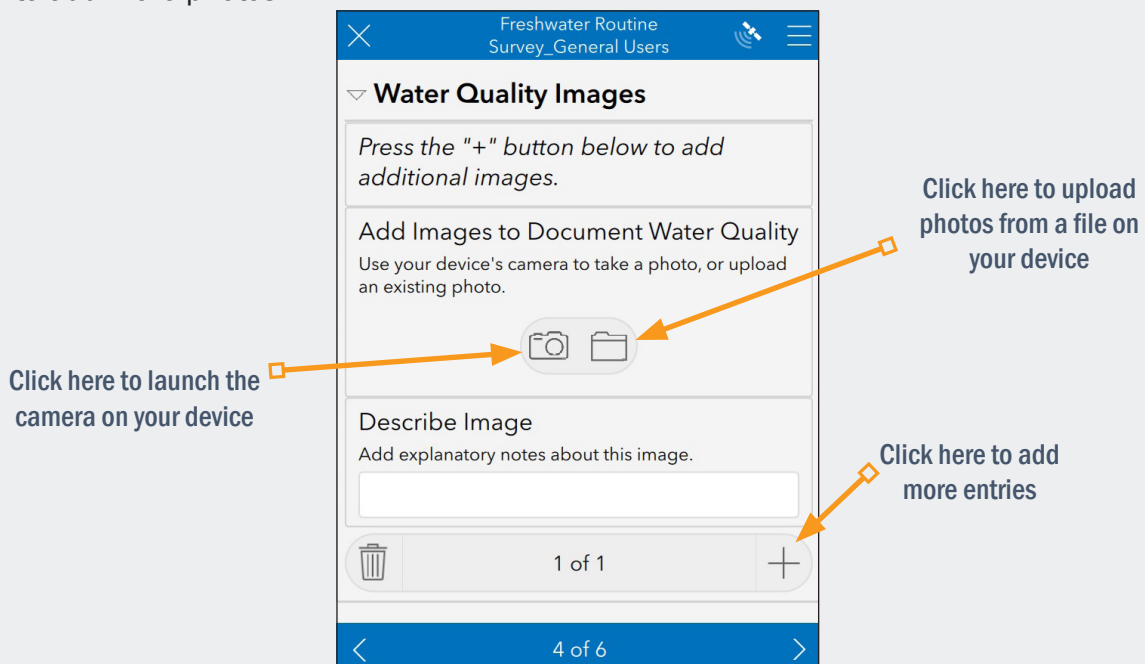 Freshwater Routine
Survey_General Users
Water Quality Images
Press the "+" button below to add
additional images.
Add Images to Document Water Quality
Use your device's camera to take a photo, or upload
an existing photo.
Click here to upload
photos from a file on
your device
Click here to launch the
camera on your device
Describe Image
Add explanatory notes about this image.
Click here to add
more entries
1 of 1
4 of 6